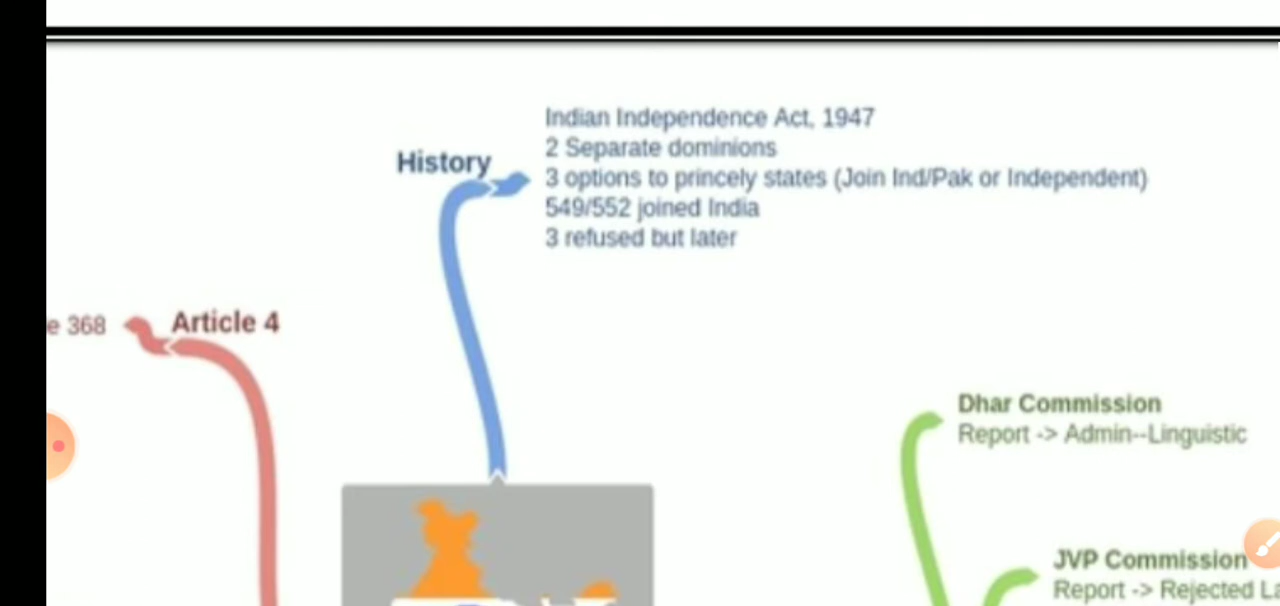 Indian Independence Act, 1947
History
2 Separate dominions
3 options to princely states (Join Ind/Pak or Independent)
549/552 joined India
3 refused but later
e 368
Article 4
Dhar Commission
Report -> Admin--Linguistic
JVP Commission
Report -> Rejected La